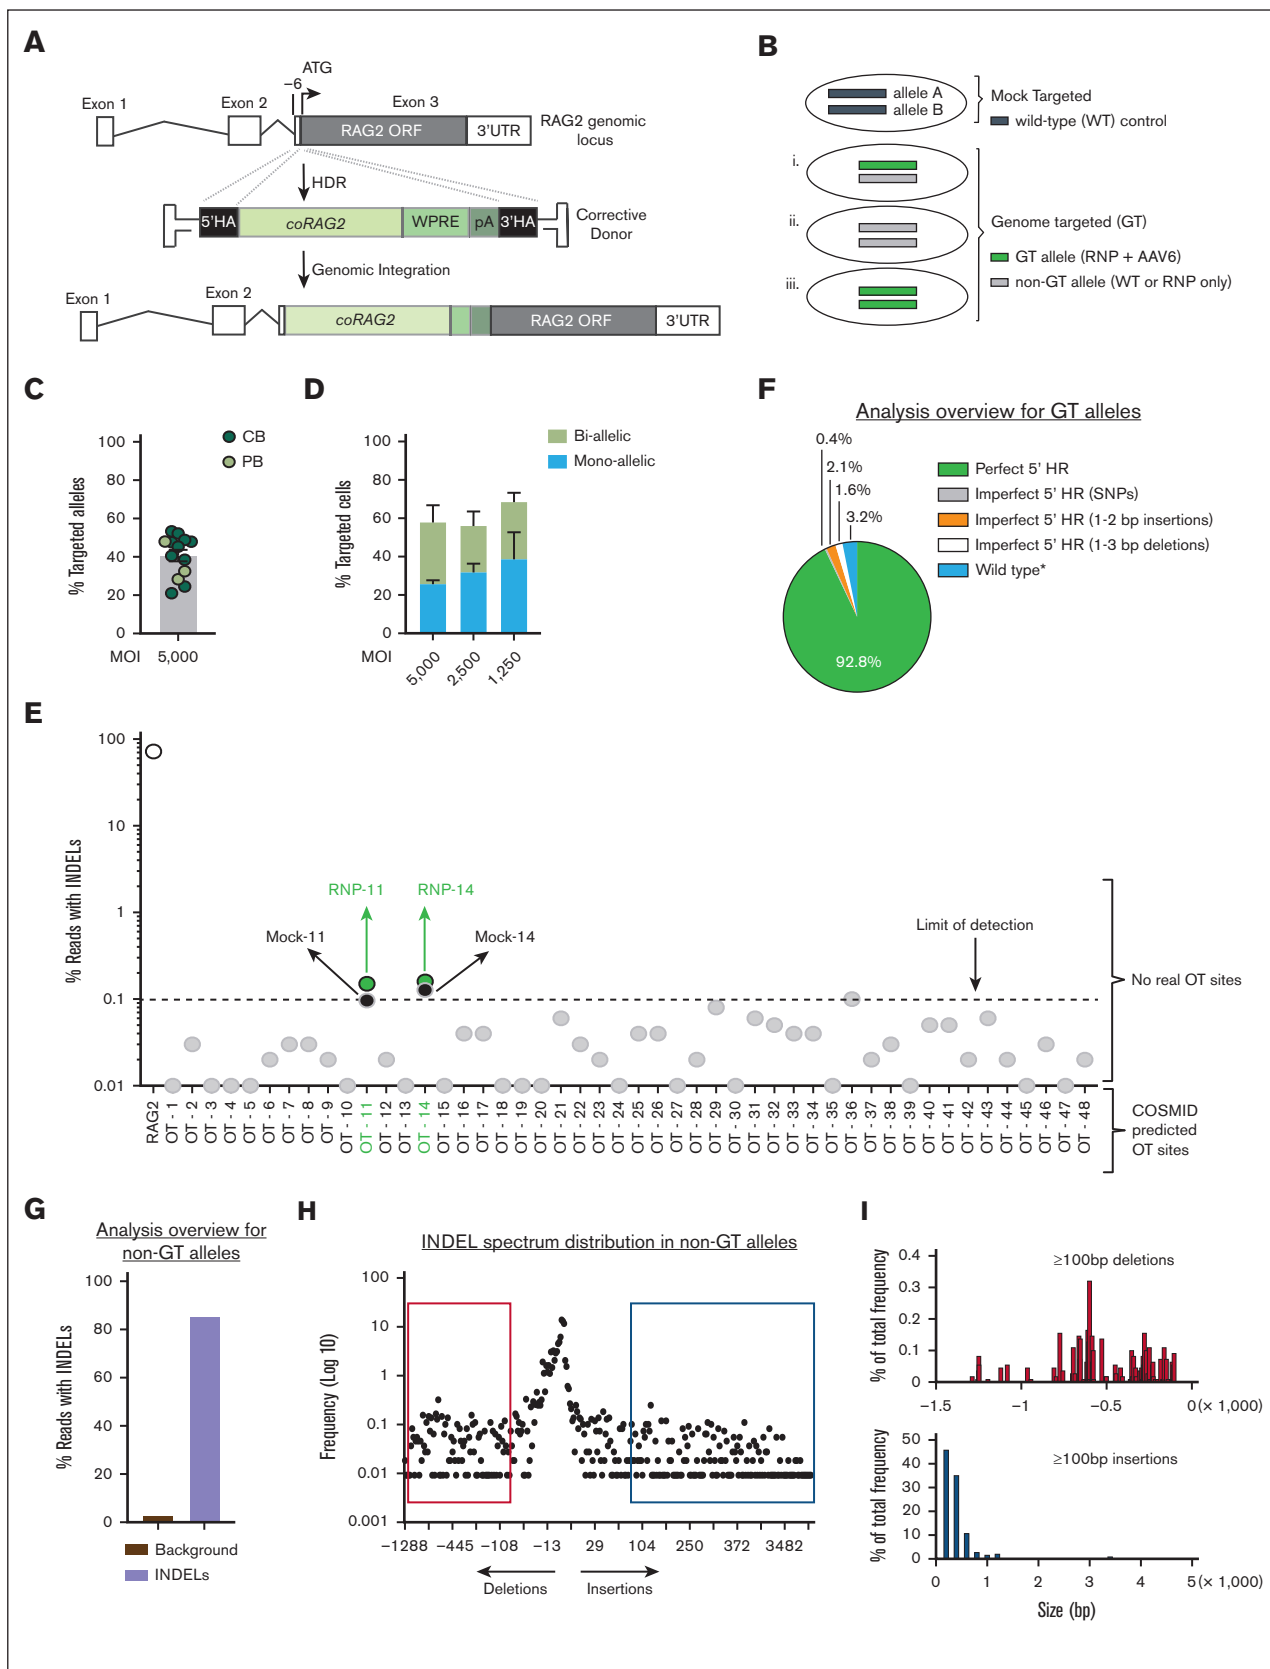 A
ATG
−6
Exon 1
Exon 2
Exon 3
RAG2 ORF
3'UTR
RAG2 genomic
locus
HDR
5'HA
coRAG2
WPRE
pA
3'HA
Corrective
Donor
Genomic Integration
Exon 1
Exon 2
coRAG2
RAG2 ORF
3'UTR
B
allele A
allele B
Mock Targeted
wild-type (WT) control
i.
ii.
iii.
Genome targeted (GT)
GT allele (RNP + AAV6)
non-GT allele (WT or RNP only)
C
% Targeted alleles
100
80
60
40
20
0
CB
PB
MOI
5,000
D
% Targeted cells
100
80
60
40
20
0
Bi-allelic
Mono-allelic
MOI
5,000
2,500
1,250
F
Analysis overview for GT alleles
0.4%
2.1%
1.6%
3.2%
92.8%
Perfect 5' HR
Imperfect 5' HR (SNPs)
Imperfect 5' HR (1-2 bp insertions)
Imperfect 5' HR (1-3 bp deletions)
Wild type*
E
% Reads with INDELs
100
10
1
0.1
0.01
RNP-11
RNP-14
Mock-11
Mock-14
Limit of detection
No real OT sites
RAG2
OT - 1
OT - 2
OT - 3
OT - 4
OT - 5
OT - 6
OT - 7
OT - 8
OT - 9
OT - 10
OT - 11
OT - 12
OT - 13
OT - 14
OT - 15
OT - 16
OT - 17
OT - 18
OT - 19
OT - 20
OT - 21
OT - 22
OT - 23
OT - 24
OT - 25
OT - 26
OT - 27
OT - 28
OT - 29
OT - 30
OT - 31
OT - 32
OT - 33
OT - 34
OT - 35
OT - 36
OT - 37
OT - 38
OT - 39
OT - 40
OT - 41
OT - 42
OT - 43
OT - 44
OT - 45
OT - 46
OT - 47
OT - 48
COSMID
predicted
OT sites
G
Analysis overview for
non-GT alleles
% Reads with INDELs
100
80
60
40
20
0
Background
INDELs
H
INDEL spectrum distribution in non-GT alleles
Frequency (Log 10)
100
10
1
0.1
0.01
0.001
−1288
−445
−108
−13
29
104
250
372
3482
Deletions
Insertions
I
% of total frequency
0.4
0.3
0.2
0.1
0
≥100bp deletions
−1.5
−1
−0.5
0 (× 1,000)
% of total frequency
50
40
30
20
10
0
≥100bp insertions
0
1
2
3
4
5 (× 1,000)
Size (bp)